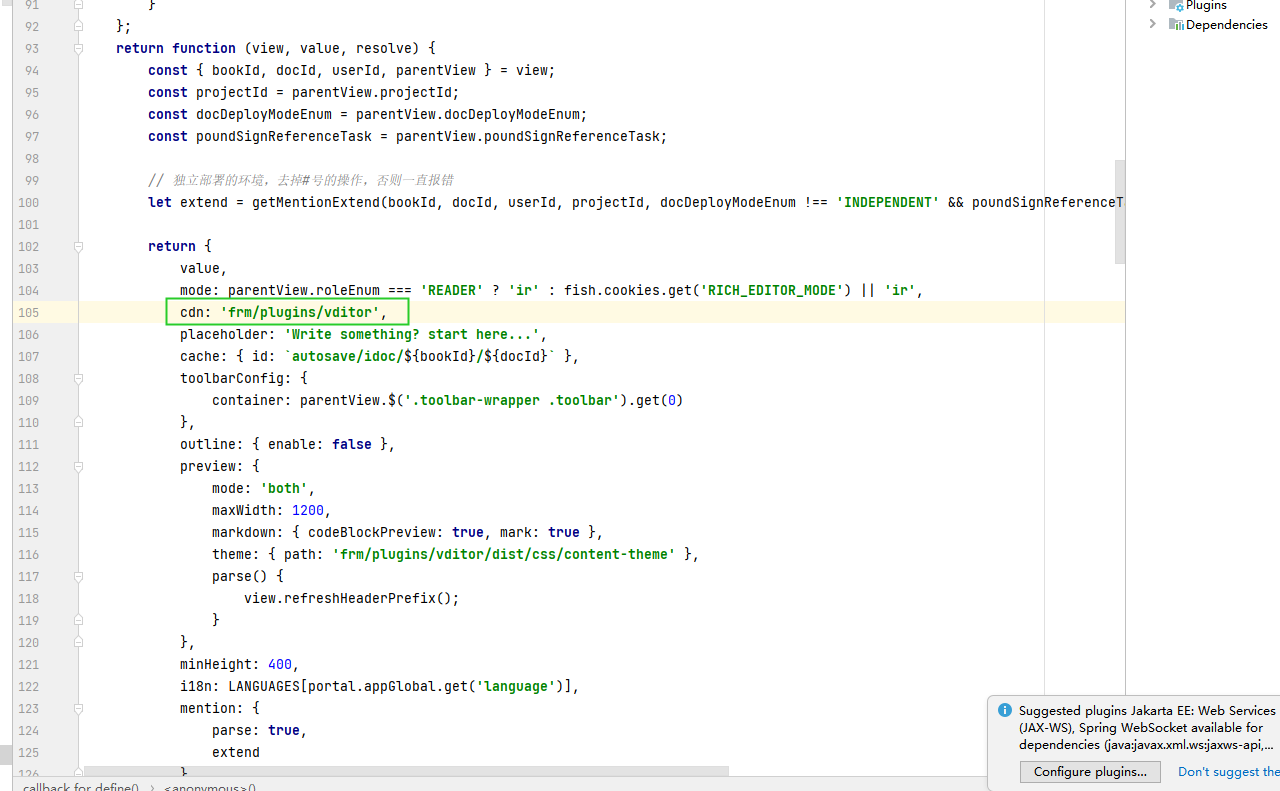 91 }
92 };
93 return function (view, value, resolve) {
94 const { bookId, docId, userId, parentView } = view;
95 const projectId = parentView.projectId;
96 const docDeployModeEnum = parentView.docDeployModeEnum;
97 const poundSignReferenceTask = parentView.poundSignReferenceTask;
98
99 // 独立部署的环境，去掉#号的操作，否则一直报错
100 let extend = getMentionExtend(bookId, docId, userId, projectId, docDeployModeEnum !== 'INDEPENDENT' && poundSignReferenceT
101
102 return {
103 value,
104 mode: parentView.roleEnum === 'READER' ? 'ir' : fish.cookies.get('RICH_EDITOR_MODE') || 'ir',
105 cdn: 'frm/plugins/vditor',
106 placeholder: 'Write something? start here...',
107 cache: { id: `autosave/idoc/${bookId}/${docId}` },
108 toolbarConfig: {
109 container: parentView.$('.toolbar-wrapper .toolbar').get(0)
110 },
111 outline: { enable: false },
112 preview: {
113 mode: 'both',
114 maxWidth: 1200,
115 markdown: { codeBlockPreview: true, mark: true },
116 theme: { path: 'frm/plugins/vditor/dist/css/content-theme' },
117 parse() {
118 view.refreshHeaderPrefix();
119 }
120 },
121 minHeight: 400,
122 i18n: LANGUAGES[portal.appGlobal.get('language')],
123 mention: {
124 parse: true,
125 extend
126 }
callback for define() › <anonymous>()
Plugins
Dependencies
Suggested plugins Jakarta EE: Web Services
(JAX-WS), Spring WebSocket available for
dependencies (java:javax.xml.ws:jaxws-api,...
Configure plugins...
Don't suggest the